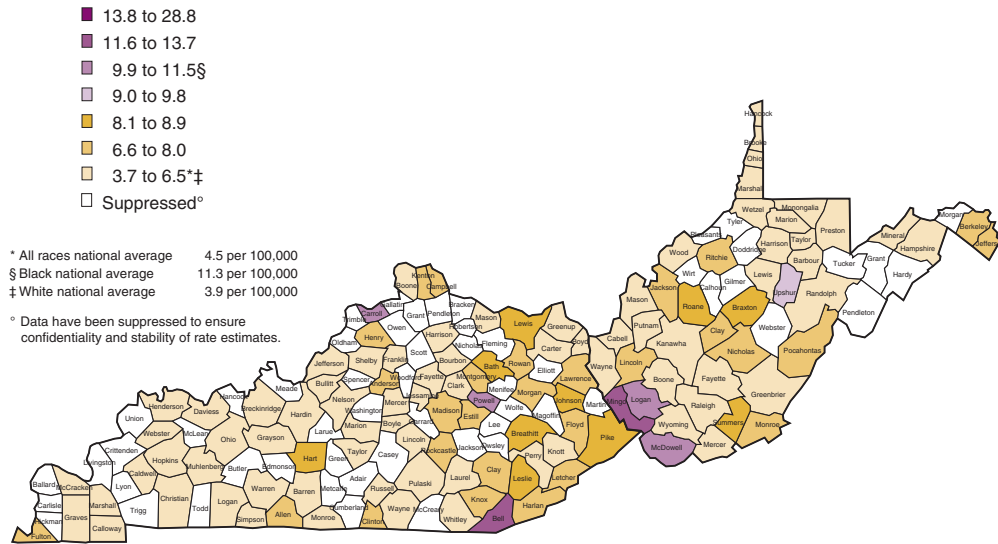 13.8 to 28.8
11.6 to 13.7
9.9 to 11.5§
9.0 to 9.8
8.1 to 8.9
6.6 to 8.0
3.7 to 6.5*‡
Suppressed°
* All races national average 4.5 per 100,000
§ Black national average 11.3 per 100,000
‡ White national average 3.9 per 100,000
° Data have been suppressed to ensure
confidentiality and stability of rate estimates.
Hancock
Brooke
Ohio
Marshall
Wetzel
Monongalia
Marion
Preston
Tyler
Pleasants
Doddridge
Harrison
Taylor
Barbour
Wood
Ritchie
Wirt
Calhoun
Gilmer
Lewis
Upshur
Randolph
Tucker
Grant
Mineral
Hampshire
Hardy
Morgan
Berkeley
Jeffers
Pendleton
Mason
Jackson
Roane
Braxton
Webster
Putnam
Kanawha
Clay
Nicholas
Pocahontas
Cabell
Wayne
Lincoln
Boone
Fayette
Greenbrier
Mingo
Logan
Wyoming
Raleigh
Summers
Monroe
Mercer
McDowell
Kenton
Boone
Campbell
Gallatin
Carroll
Trimble
Owen
Grant
Pendleton
Bracken
Robertson
Mason
Lewis
Greenup
Oldham
Henry
Harrison
Nicholas
Fleming
Rowan
Carter
Boyd
Jefferson
Shelby
Franklin
Scott
Bourbon
Bath
Elliott
Lawrence
Bullitt
Spencer
Anderson
Woodford
Fayette
Clark
Montgomery
Menifee
Morgan
Johnson
Martin
Meade
Hancock
Breckinridge
Hardin
Nelson
Washington
Mercer
Jessamine
Garrard
Madison
Estill
Powell
Wolfe
Magoffin
Floyd
Pike
Henderson
Daviess
Union
Webster
McLean
Ohio
Grayson
Larue
Marion
Boyle
Lincoln
Rockcastle
Jackson
Lee
Owsley
Breathitt
Knott
Perry
Letcher
Crittenden
Livingston
Caldwell
Hopkins
Muhlenberg
Butler
Edmonson
Hart
Green
Taylor
Casey
Adair
Russell
Pulaski
Laurel
Clay
Leslie
Harlan
Ballard
McCracken
Lyon
Trigg
Christian
Todd
Logan
Warren
Barren
Metcalfe
Cumberland
Wayne
McCreary
Whitley
Knox
Bell
Carlisle
Hickman
Fulton
Graves
Marshall
Calloway
Simpson
Allen
Monroe
Clinton